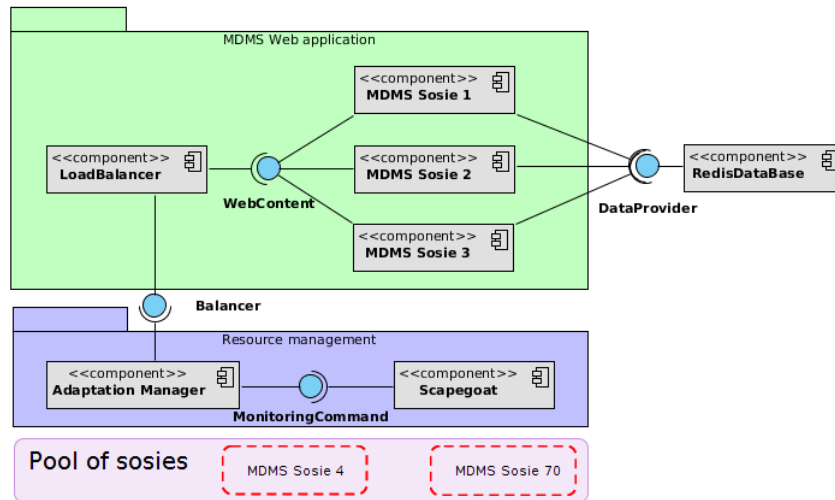 MDMS Web application
<<component>>
MDMS Sosie 1
<<component>>
LoadBalancer
<<component>>
MDMS Sosie 2
<<component>>
RedisDataBase
WebContent
DataProvider
<<component>>
MDMS Sosie 3
Balancer
Resource management
<<component>>
Adaptation Manager
<<component>>
Scapegoat
MonitoringCommand
Pool of sosies
MDMS Sosie 4
MDMS Sosie 70